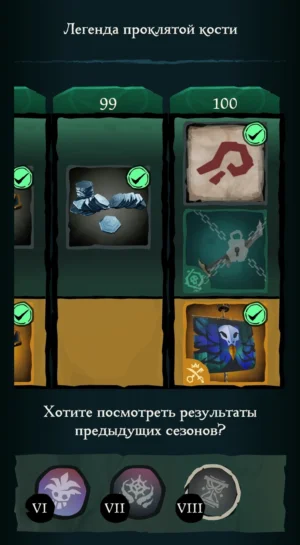 Легенда проклятой кости
99
100
Хотите посмотреть результаты
предыдущих сезонов?
VI
VII
VIII